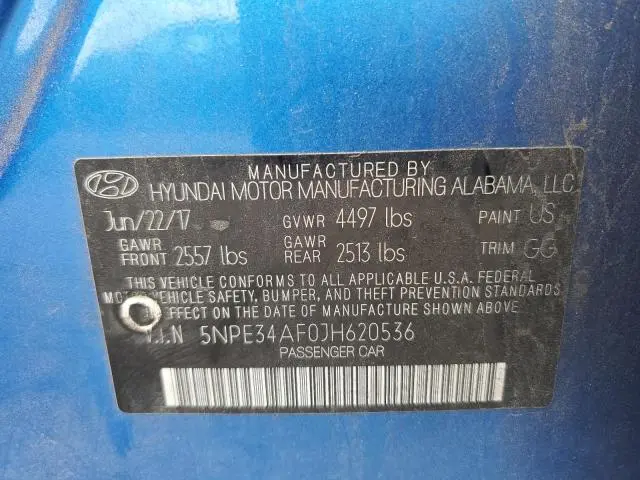 MANUFACTURED BY
HYUNDAI MOTOR MANUFACTURING ALABAMA, LLC
Jun/22/17 GVWR 4497 lbs PAINT US
GAWR FRONT 2557 lbs GAWR REAR 2513 lbs TRIM GG
THIS VEHICLE CONFORMS TO ALL APPLICABLE U.S.A. FEDERAL
MOTOR VEHICLE SAFETY, BUMPER, AND THEFT PREVENTION STANDARDS
IN EFFECT ON THE DATE OF MANUFACTURE SHOWN ABOVE
V.I.N 5NPE34AF0JH620536
PASSENGER CAR